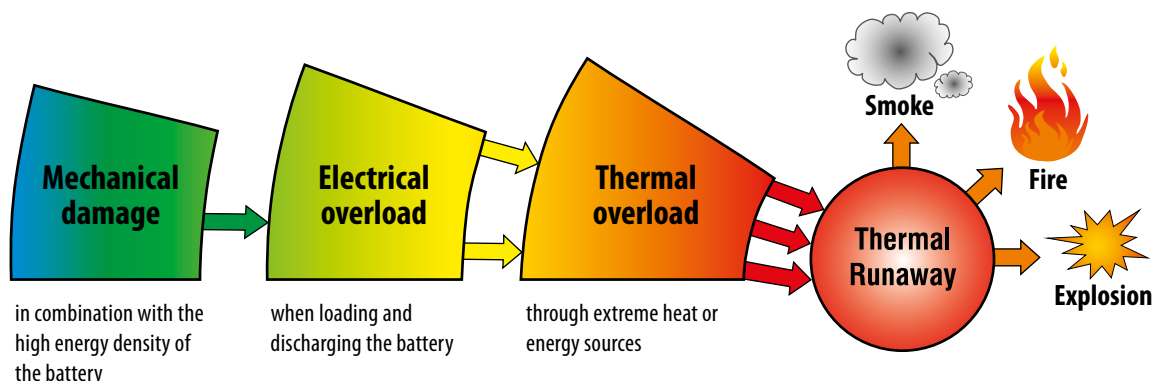 Mechanical
damage
in combination with the
high energy density of
the battery
Electrical
overload
when loading and
discharging the battery
Thermal
overload
through extreme heat or
energy sources
Thermal
Runaway
Smoke
Fire
Explosion